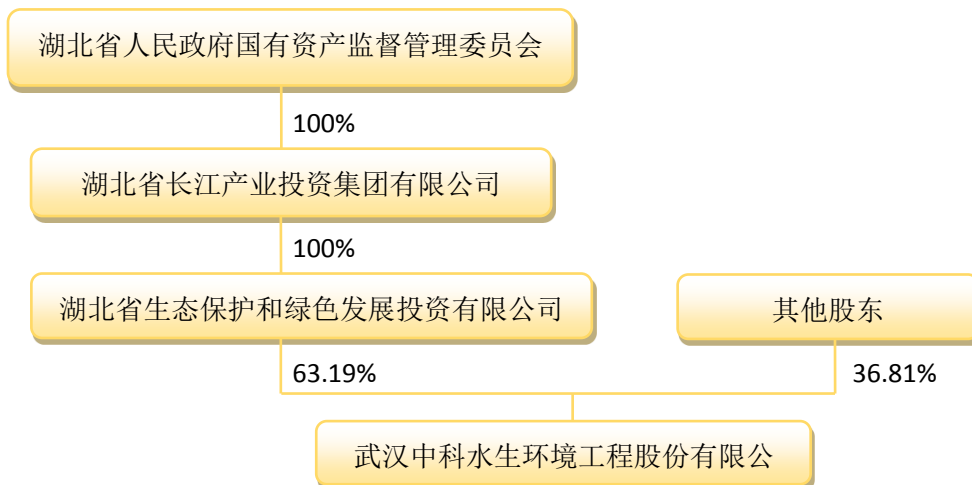 湖北省人民政府国有资产监督管理委员会
100%
湖北省长江产业投资集团有限公司
100%
湖北省生态保护和绿色发展投资有限公司
其他股东
63.19%
36.81%
武汉中科水生环境工程股份有限公